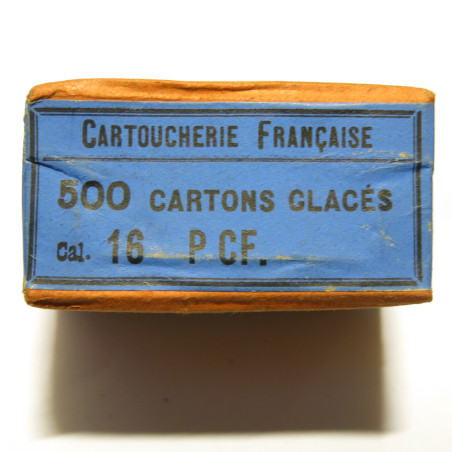 CARTOUCHERIE FRANÇAISE
500 CARTONS GLACÉS
Cal. 16 P CF.